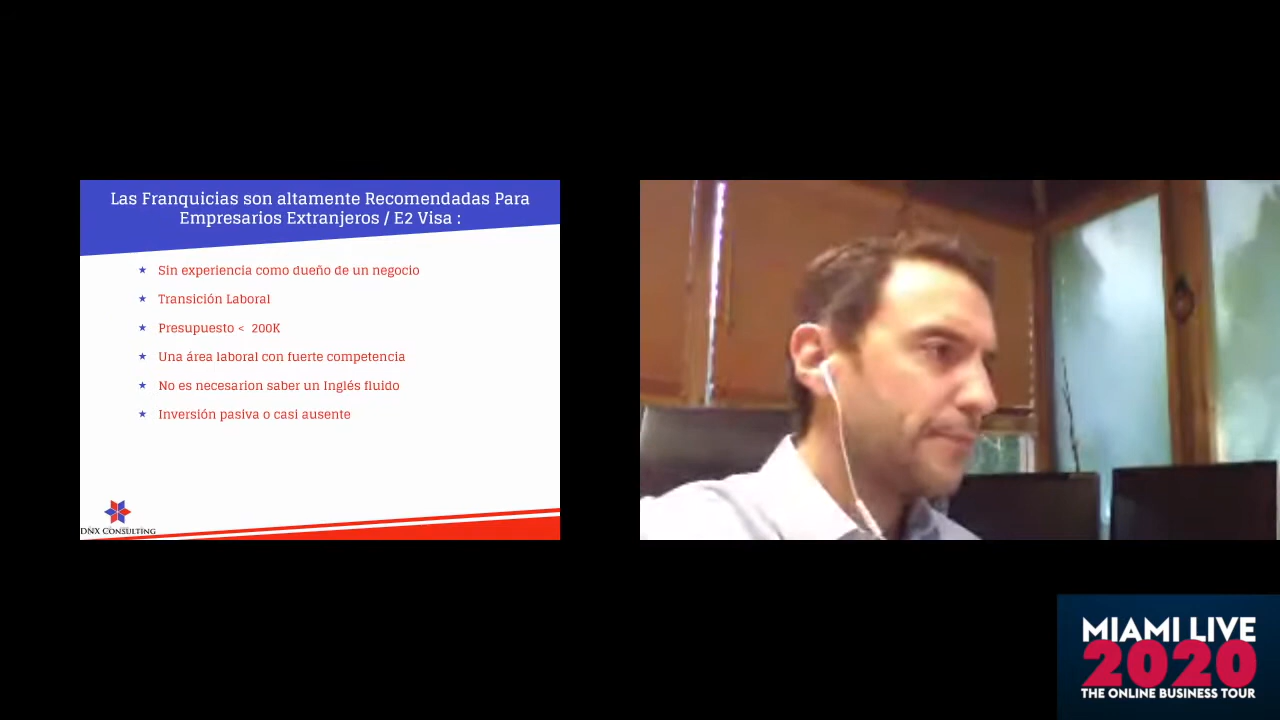 Las Franquicias son altamente Recomendadas Para
Empresarios Extranjeros / E2 Visa :
★ Sin experiencia como dueño de un negocio
★ Transición Laboral
★ Presupuesto < 200K
★ Una área laboral con fuerte competencia
★ No es necesarion saber un Inglés fluido
★ Inversión pasiva o casi ausente
DNX CONSULTING
MIAMI LIVE
2020
THE ONLINE BUSINESS TOUR